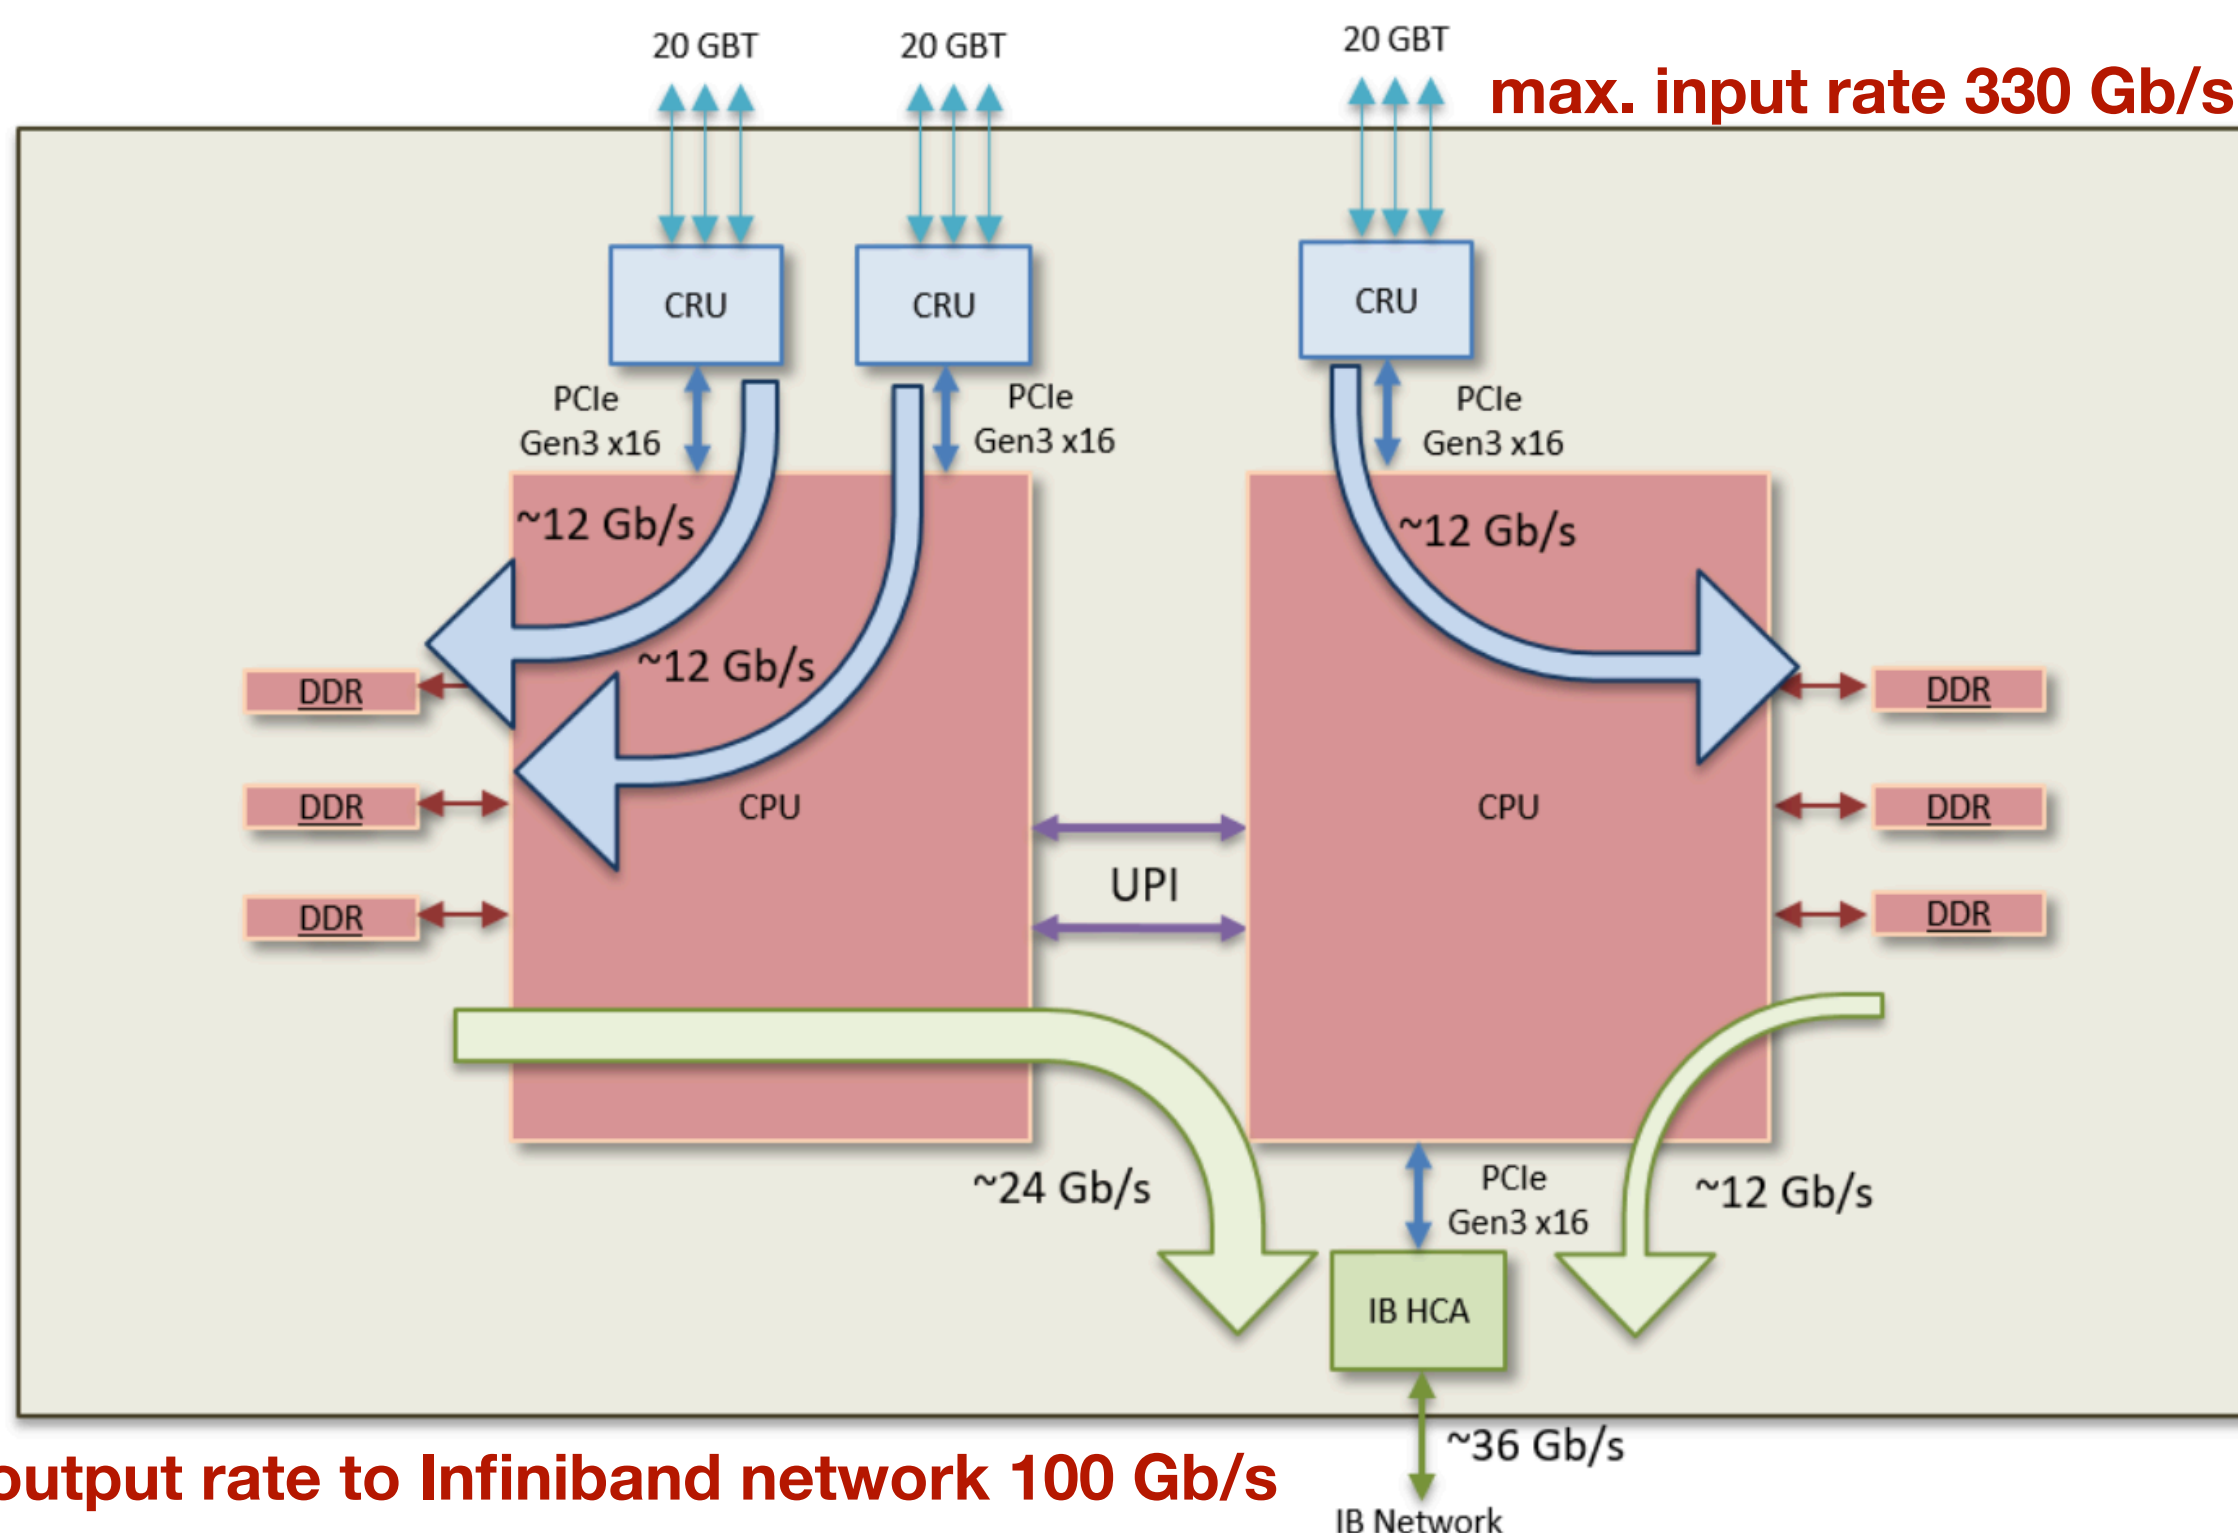 20 GBT
20 GBT
20 GBT
max. input rate 330 Gb/s
CRU
CRU
CRU
PCIe
Gen3 x16
PCIe
Gen3 x16
PCIe
Gen3 x16
~12 Gb/s
~12 Gb/s
~12 Gb/s
DDR
DDR
DDR
CPU
UPI
CPU
DDR
DDR
DDR
~24 Gb/s
PCIe
Gen3 x16
~12 Gb/s
IB HCA
~36 Gb/s
output rate to Infiniband network 100 Gb/s
IB Network